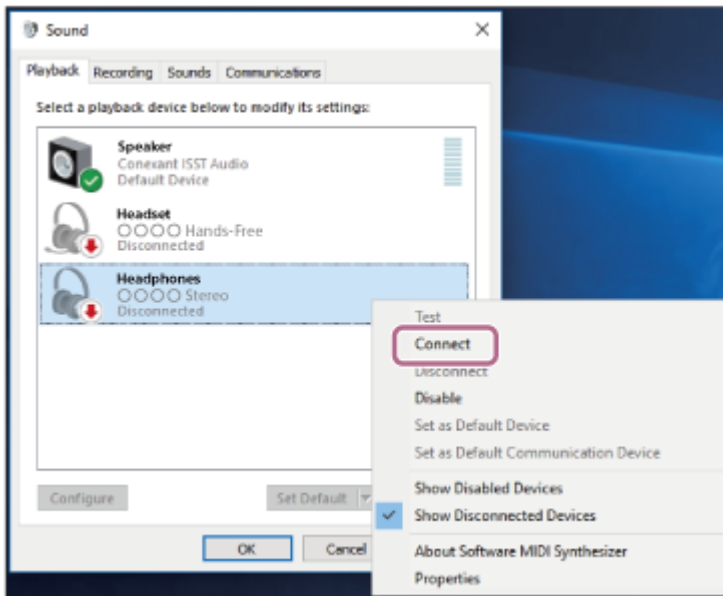 Sound
Playback Recording Sounds Communications
Select a playback device below to modify its settings:
Speaker
Conexant ISST Audio
Default Device
Headset
○○○○ Hands-Free
Disconnected
Headphones
○○○○ Stereo
Disconnected
Test
Connect
Disconnect
Disable
Set as Default Device
Set as Default Communication Device
Show Disabled Devices
Show Disconnected Devices
About Software MIDI Synthesizer
Properties
Configure Set Default
OK Cancel